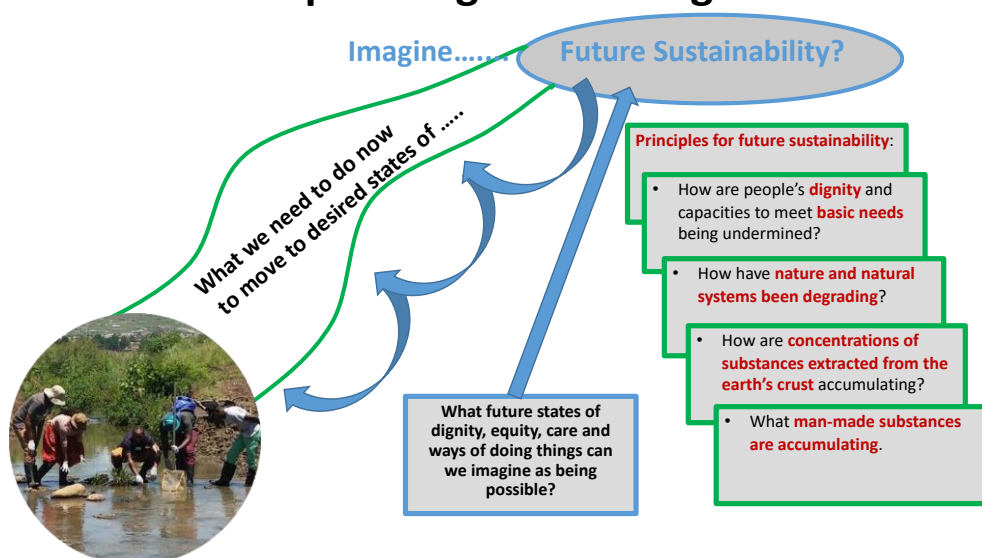 Imagine…....
Future Sustainability?
What we need to do now
to move to desired states of …..
Principles for future sustainability:
• How are people’s dignity and
capacities to meet basic needs
being undermined?
• How have nature and natural
systems been degrading?
• How are concentrations of
substances extracted from the
earth’s crust accumulating?
• What man-made substances
are accumulating.
What future states of
dignity, equity, care and
ways of doing things can
we imagine as being
possible?